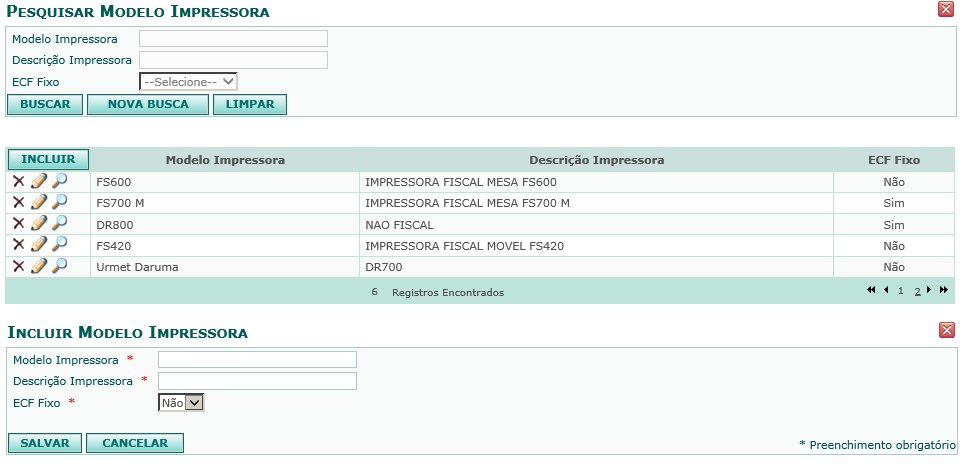 PESQUISAR MODELO IMPRESSORA
Modelo Impressora
Descrição Impressora
ECF Fixo --Selecione--
BUSCAR NOVA BUSCA LIMPAR
INCLUIR Modelo Impressora Descrição Impressora ECF Fixo
FS600 IMPRESSORA FISCAL MESA FS600 Não
FS700 M IMPRESSORA FISCAL MESA FS700 M Sim
DR800 NAO FISCAL Sim
FS420 IMPRESSORA FISCAL MOVEL FS420 Não
Urmet Daruma DR700 Não
6 Registros Encontrados 1 2
INCLUIR MODELO IMPRESSORA
Modelo Impressora *
Descrição Impressora *
ECF Fixo * Não
SALVAR CANCELAR
* Preenchimento obrigatório